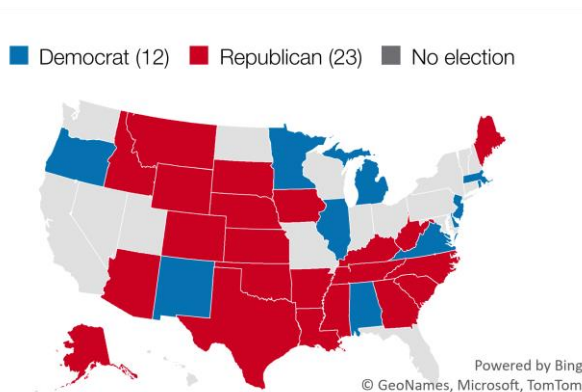 Democrat (12) Republican (23) No election
Powered by Bing
© GeoNames, Microsoft, TomTom